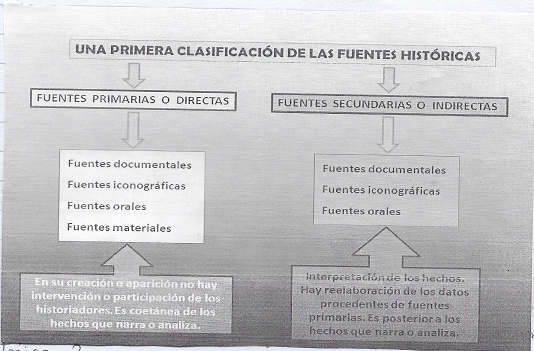 UNA PRIMERA CLASIFICACIÓN DE LAS FUENTES HISTÓRICAS
FUENTES PRIMARIAS O DIRECTAS
FUENTES SECUNDARIAS O INDIRECTAS
Fuentes documentales
Fuentes iconográficas
Fuentes orales
Fuentes materiales
Fuentes documentales
Fuentes iconográficas
Fuentes orales
En su creación o aparición no hay
intervención o participación de los
historiadores. Es coetánea de los
hechos que narra o analiza.
Interpretación de los hechos.
Hay reelaboración de los datos
procedentes de fuentes
primarias. Es posterior a los
hechos que narra o analiza.